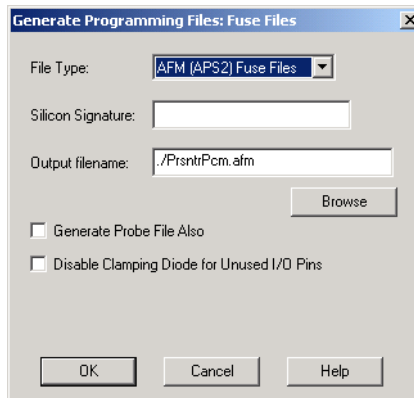 Generate Programming Files: Fuse Files
File Type: AFM (APS2) Fuse Files
Silicon Signature:
Output filename: ./PrsntrPcm.afm
Browse
Generate Probe File Also
Disable Clamping Diode for Unused I/O Pins
OK Cancel Help